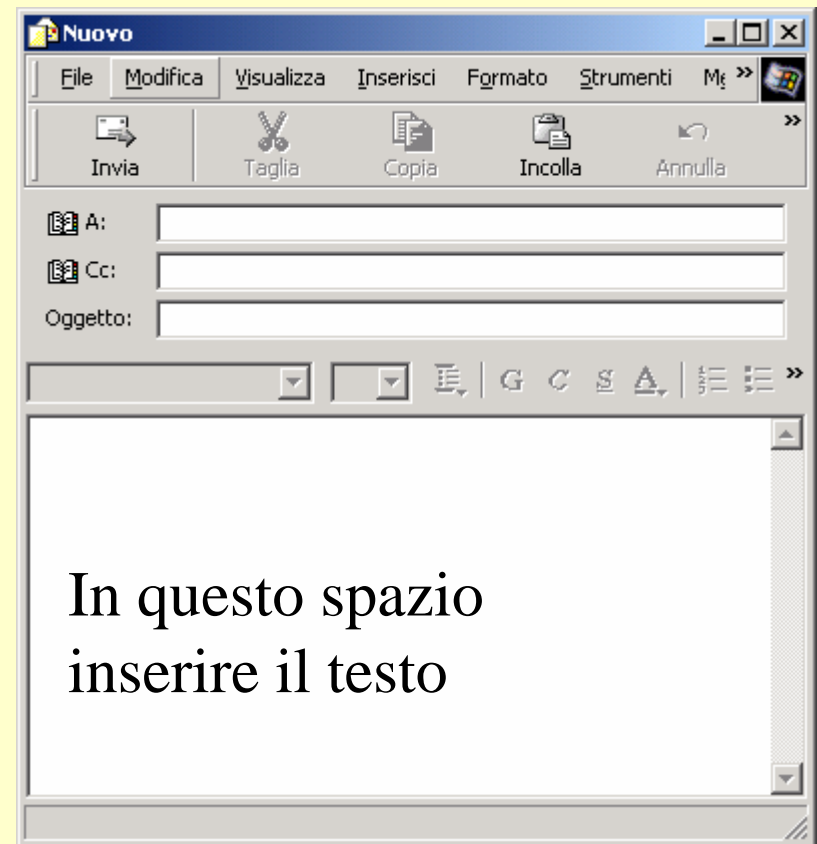 Nuovo
File Modifica Visualizza Inserisci Formato Strumenti »
Invia Taglia Copia Incolla Annulla »
A:
Cc:
Oggetto:
G C S A »
In questo spazio
inserire il testo